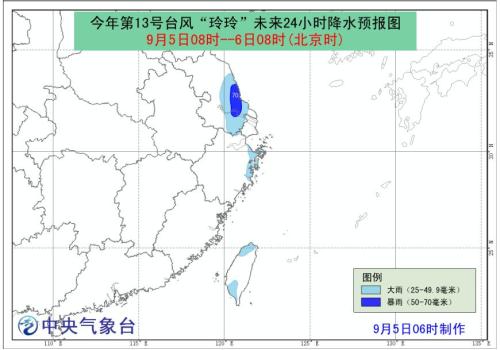 今年第13号台风“玲玲”未来24小时降水预报图
9月5日08时--6日08时(北京时)
35°N
70
30°N
25°N
25°N
图例
大雨（25-49.9毫米）
暴雨（50-70毫米）
中央气象台
9月5日06时制作
110°E
115°E
120°E
125°E
130°E
135°E